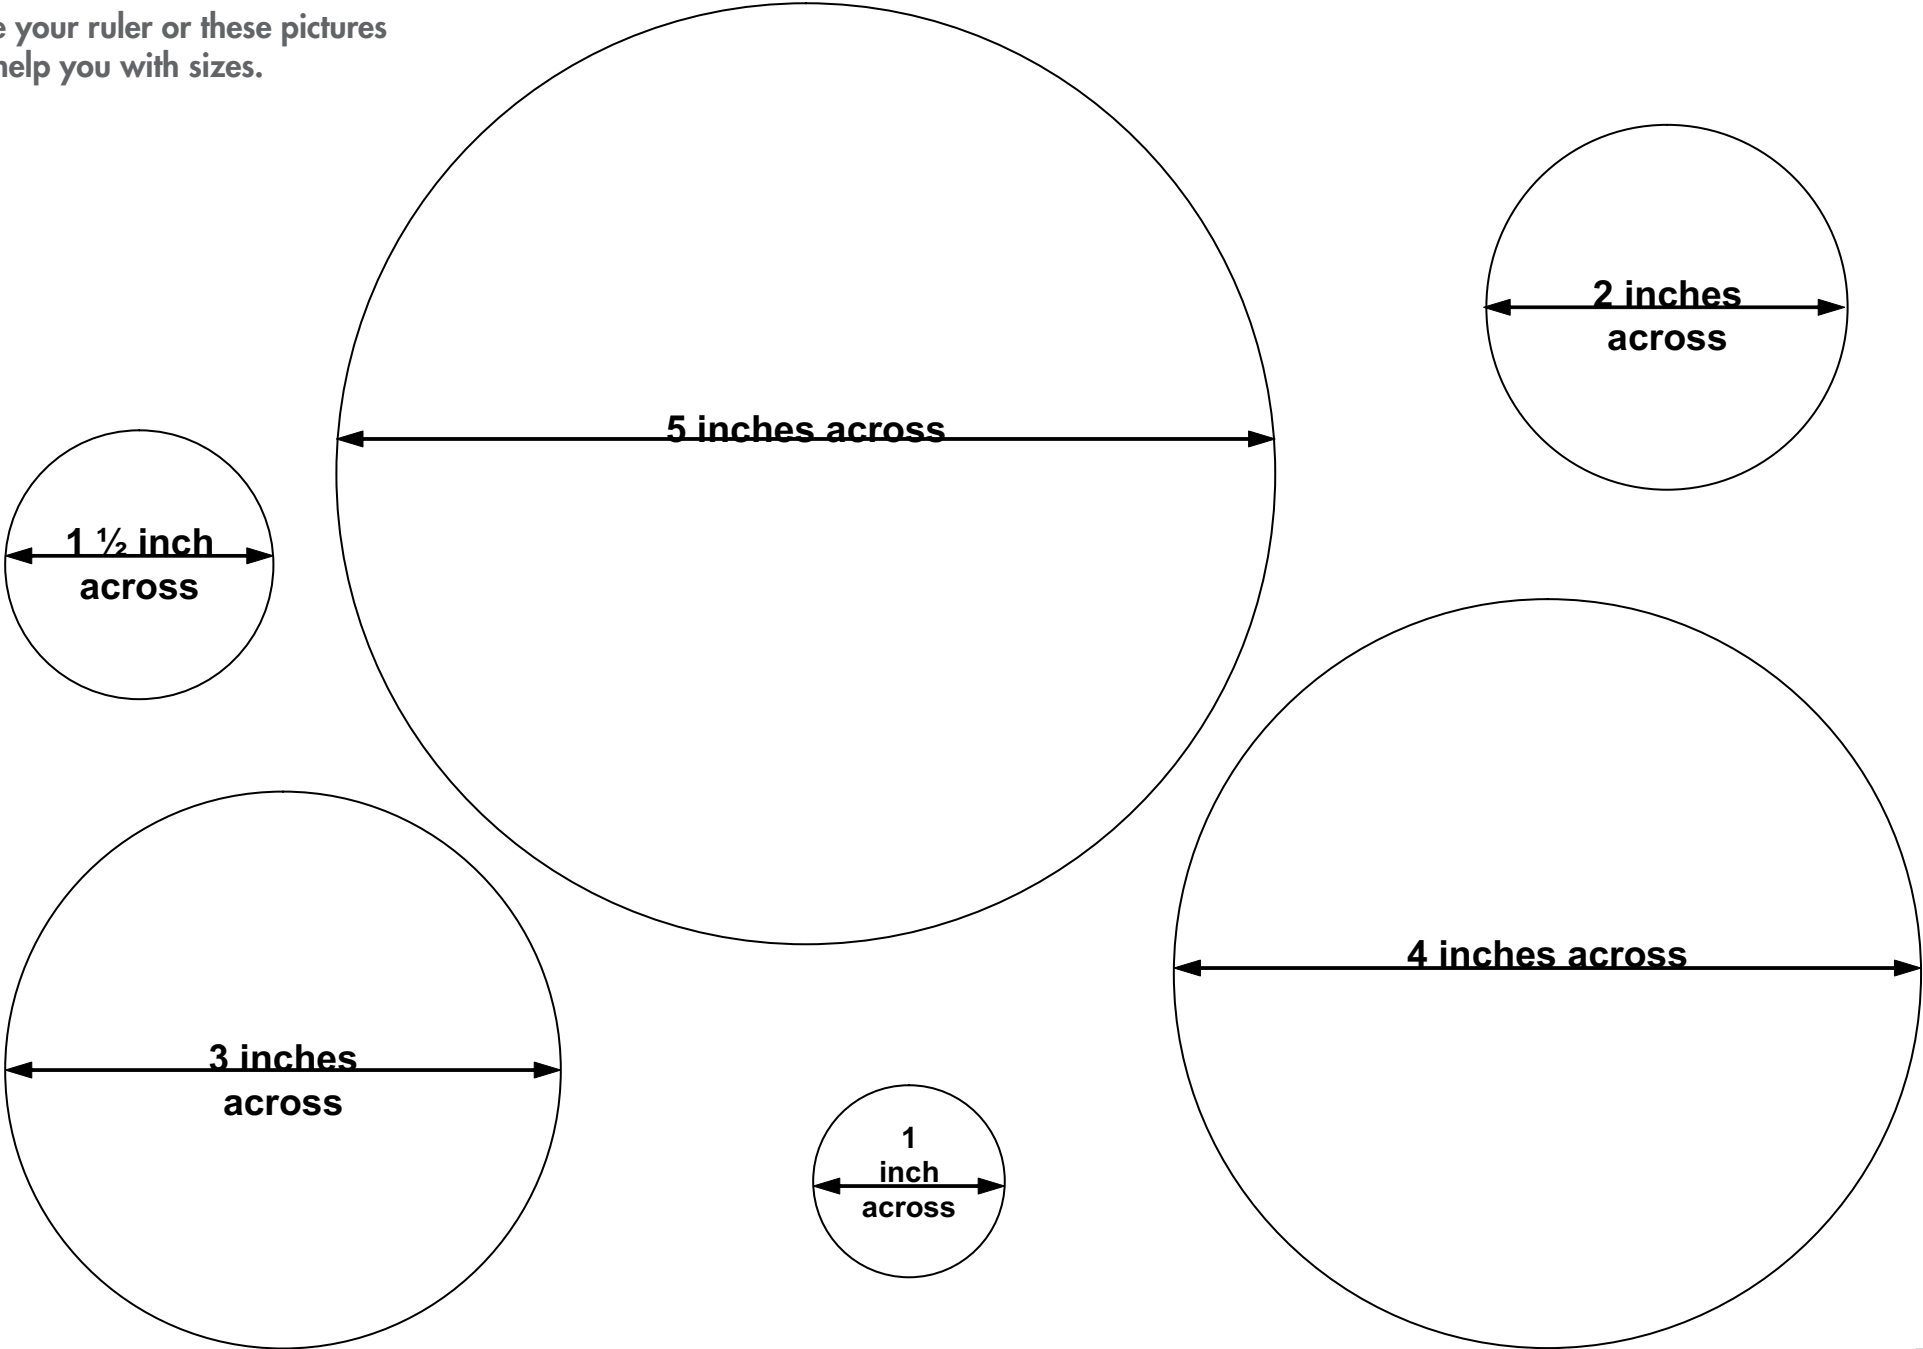 e your ruler or these pictures
help you with sizes.
5 inches across
2 inches
across
1 ½ inch
across
4 inches across
3 inches
across
1
inch
across